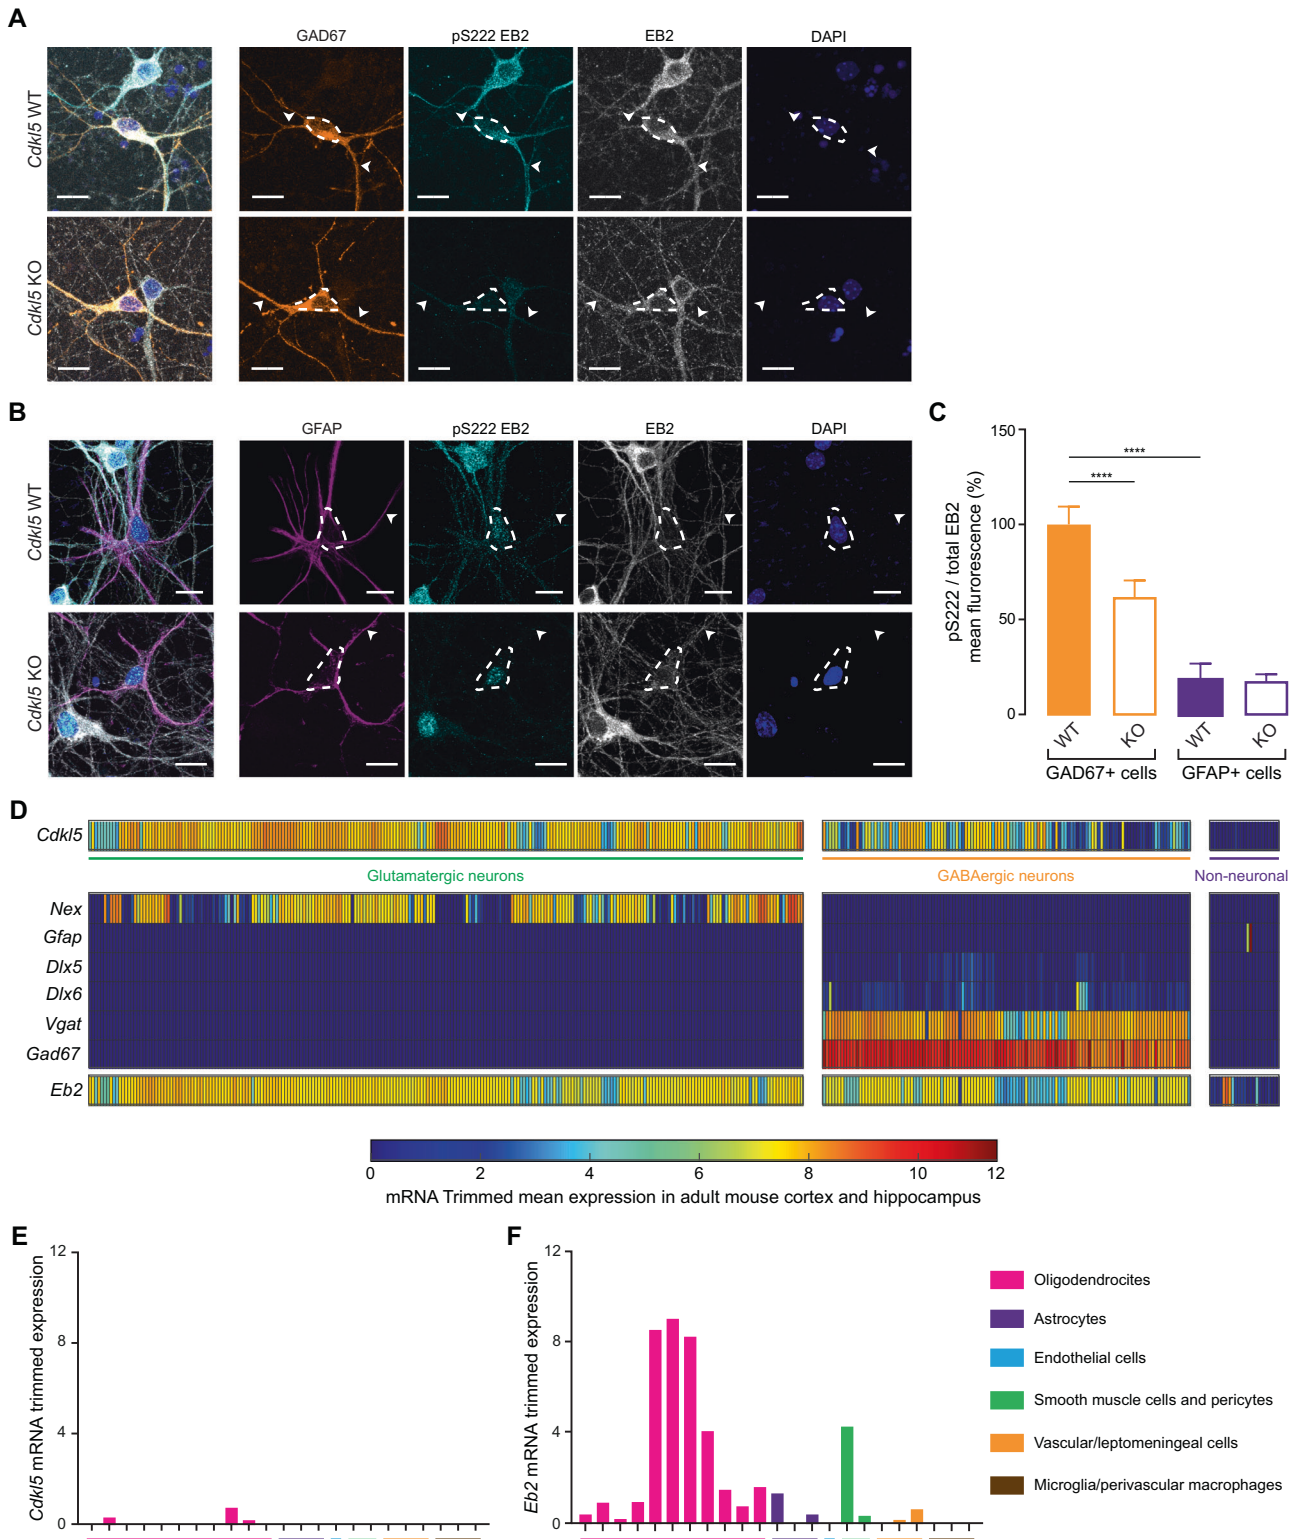 A
GAD67
pS222 EB2
EB2
DAPI
Cdkl5 WT
Cdkl5 KO
B
GFAP
pS222 EB2
EB2
DAPI
Cdkl5 WT
Cdkl5 KO
C
pS222 / total EB2
mean flurorescence (%)
150
100
50
0
****
****
WT
KO
WT
KO
GAD67+ cells
GFAP+ cells
D
Cdkl5
Glutamatergic neurons
GABAergic neurons
Non-neuronal
Nex
Gfap
Dlx5
Dlx6
Vgat
Gad67
Eb2
0 2 4 6 8 10 12
mRNA Trimmed mean expression in adult mouse cortex and hippocampus
E
Cdkl5 mRNA trimmed expression
12
8
4
0
F
Eb2 mRNA trimmed expression
12
8
4
0
Oligodendrocites
Astrocytes
Endothelial cells
Smooth muscle cells and pericytes
Vascular/leptomeningeal cells
Microglia/perivascular macrophages